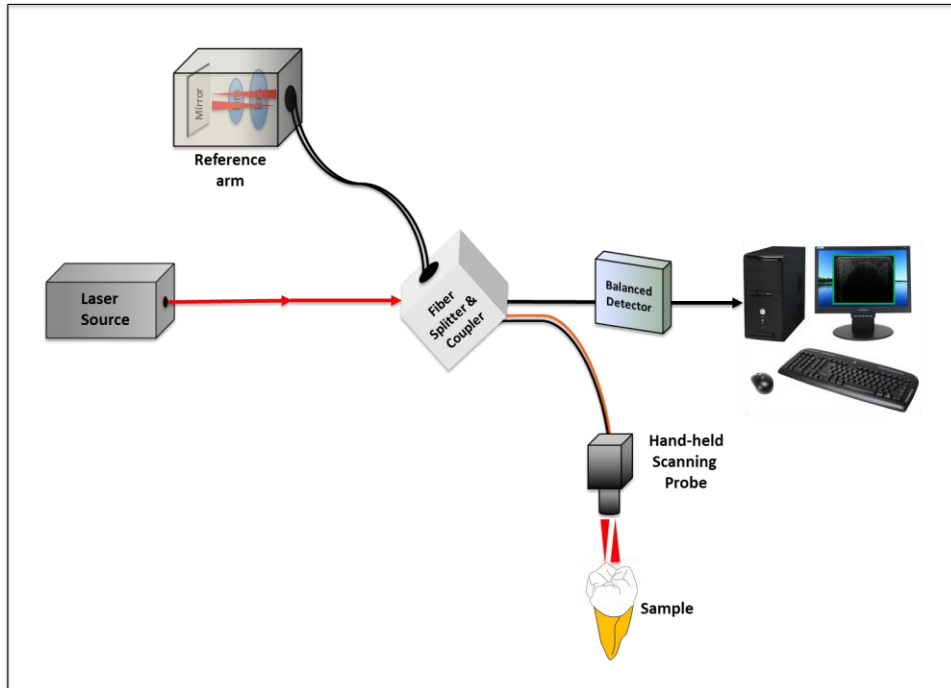 Mirror
Reference
arm
Laser
Source
Fiber
Splitter &
Coupler
Balanced
Detector
Hand-held
Scanning
Probe
Sample